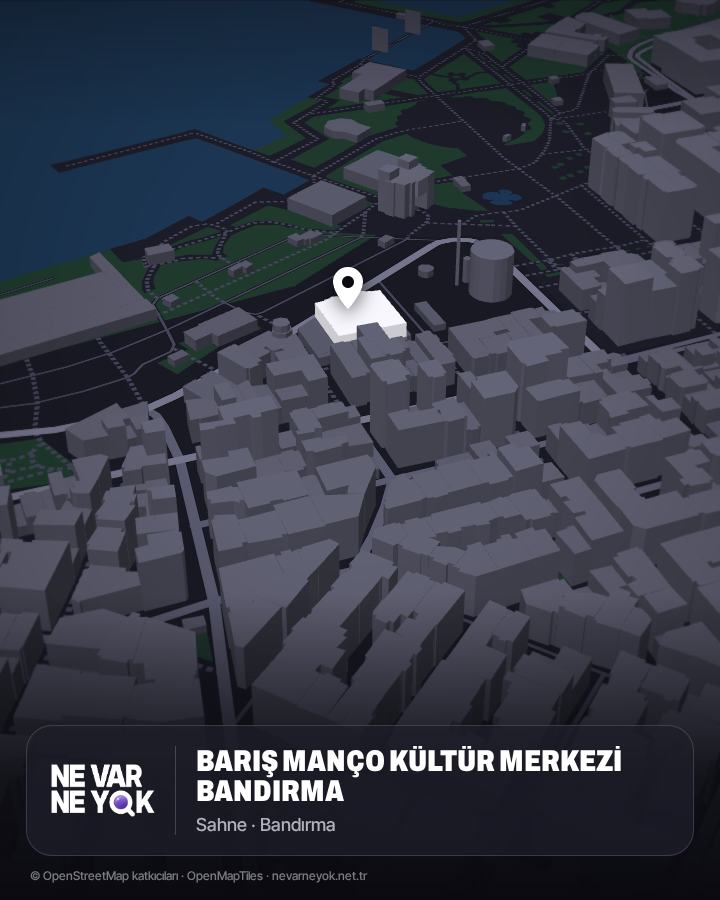 NE VAR
NE YOK
BARIŞ MANÇO KÜLTÜR MERKEZİ
BANDIRMA
Sahne · Bandırma
© OpenStreetMap katkıcıları · OpenMapTiles · nevarneyok.net.tr